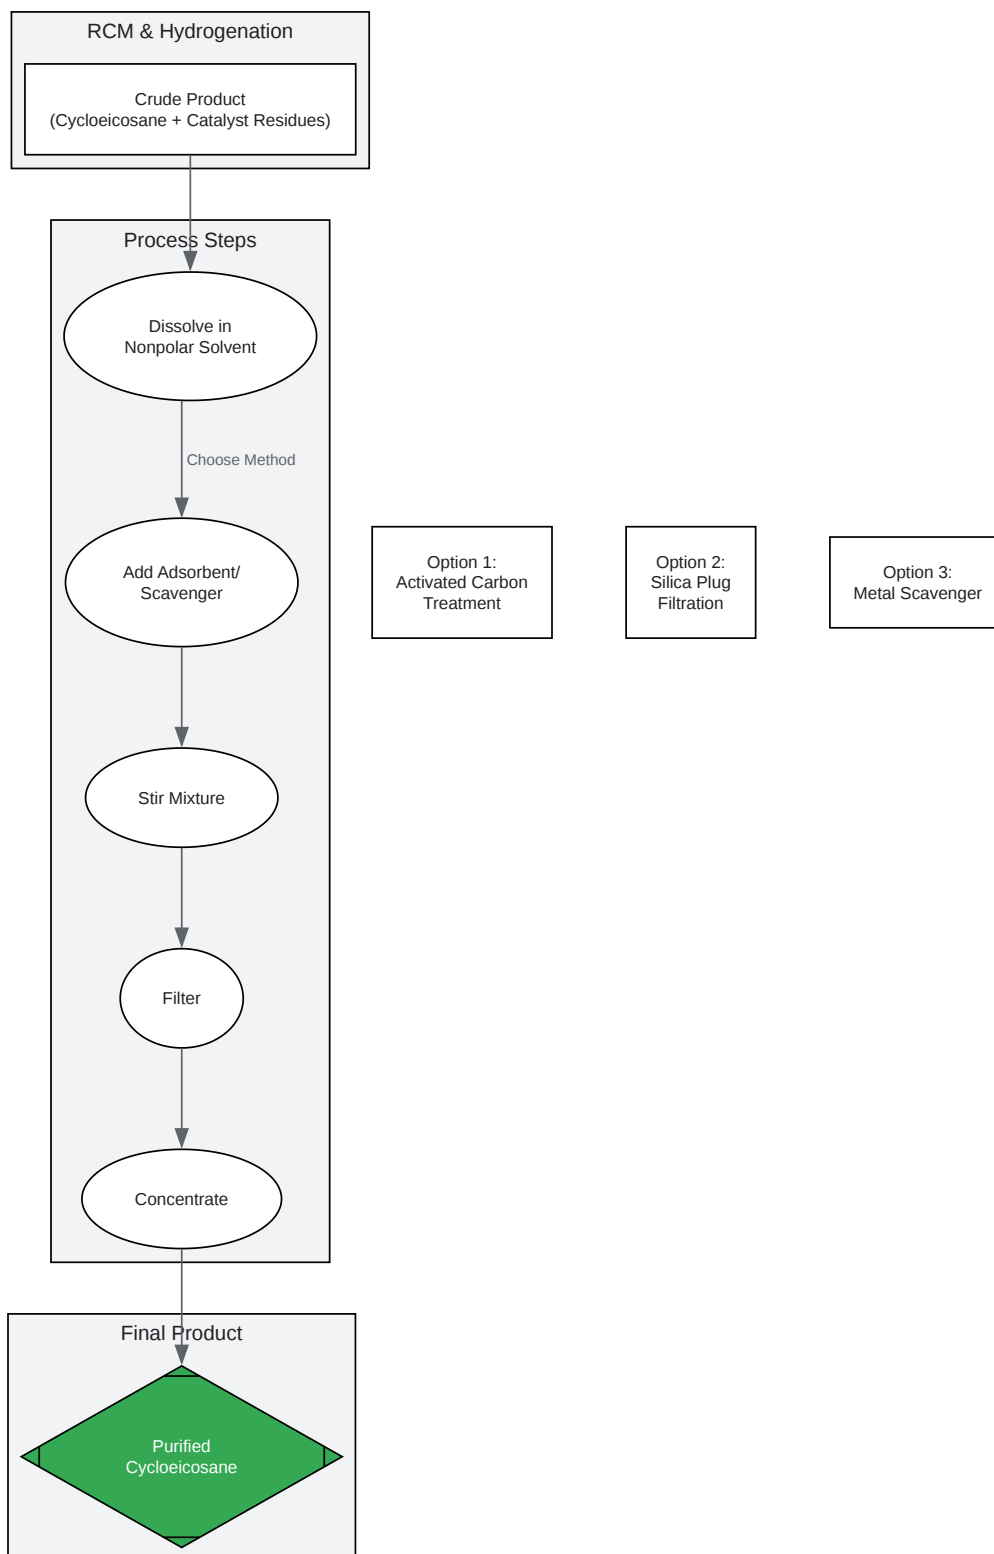 RCM & Hydrogenation
Crude Product
(Cycloeicosane + Catalyst Residues)
Process Steps
Dissolve in
Nonpolar Solvent
Choose Method
Add Adsorbent/
Scavenger
Option 1:
Activated Carbon
Treatment
Option 2:
Silica Plug
Filtration
Option 3:
Metal Scavenger
Stir Mixture
Filter
Concentrate
Final Product
Purified
Cycloeicosane